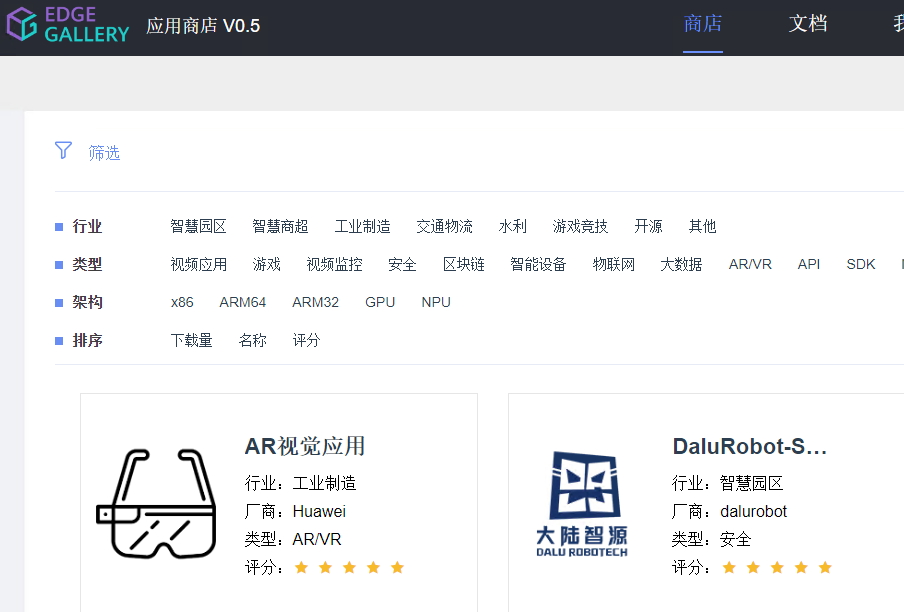 EDGE
GALLERY 应用商店 V0.5 商店 文档
筛选
行业 智慧园区 智慧商超 工业制造 交通物流 水利 游戏竞技 开源 其他
类型 视频应用 游戏 视频监控 安全 区块链 智能设备 物联网 大数据 AR/VR API SDK
架构 x86 ARM64 ARM32 GPU NPU
排序 下载量 名称 评分
AR视觉应用
行业：工业制造
厂商：Huawei
类型：AR/VR
评分：
大陆智源
DALU ROBOTECH
DaluRobot-S...
行业：智慧园区
厂商：dalurobot
类型：安全
评分：